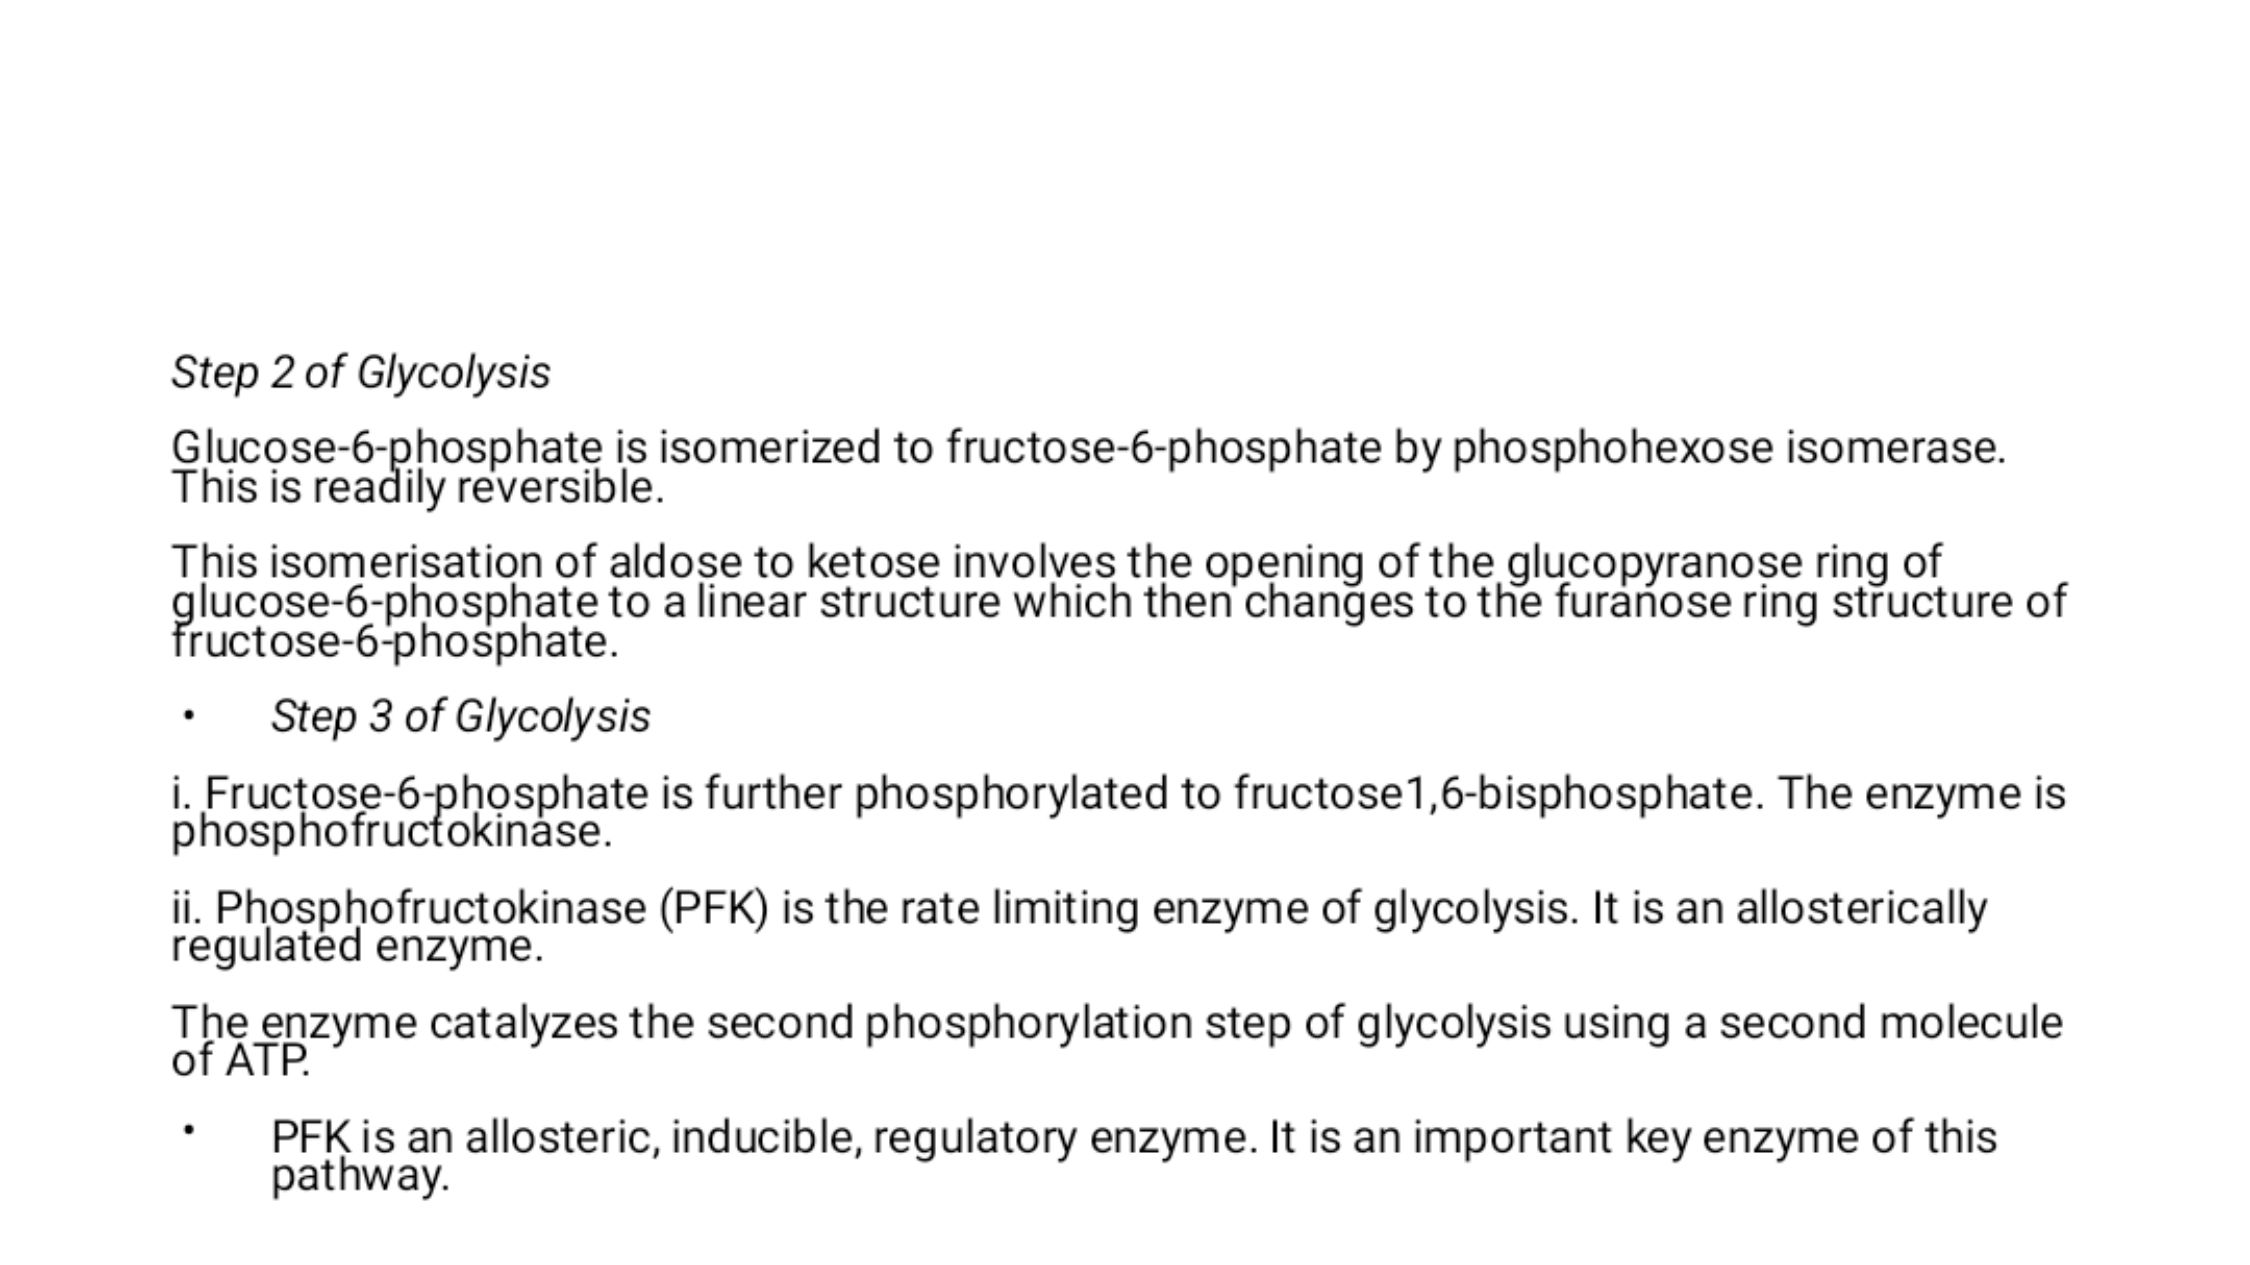 Step 2 of Glycolysis
Glucose-6-phosphate is isomerized to fructose-6-phosphate by phosphohexose isomerase.
This is readily reversible.
This isomerisation of aldose to ketose involves the opening of the glucopyranose ring of
glucose-6-phosphate to a linear structure which then changes to the furanose ring structure of
fructose-6-phosphate.
• Step 3 of Glycolysis
i. Fructose-6-phosphate is further phosphorylated to fructose1,6-bisphosphate. The enzyme is
phosphofructokinase.
ii. Phosphofructokinase (PFK) is the rate limiting enzyme of glycolysis. It is an allosterically
regulated enzyme.
The enzyme catalyzes the second phosphorylation step of glycolysis using a second molecule
of ATP.
• PFK is an allosteric, inducible, regulatory enzyme. It is an important key enzyme of this
pathway.